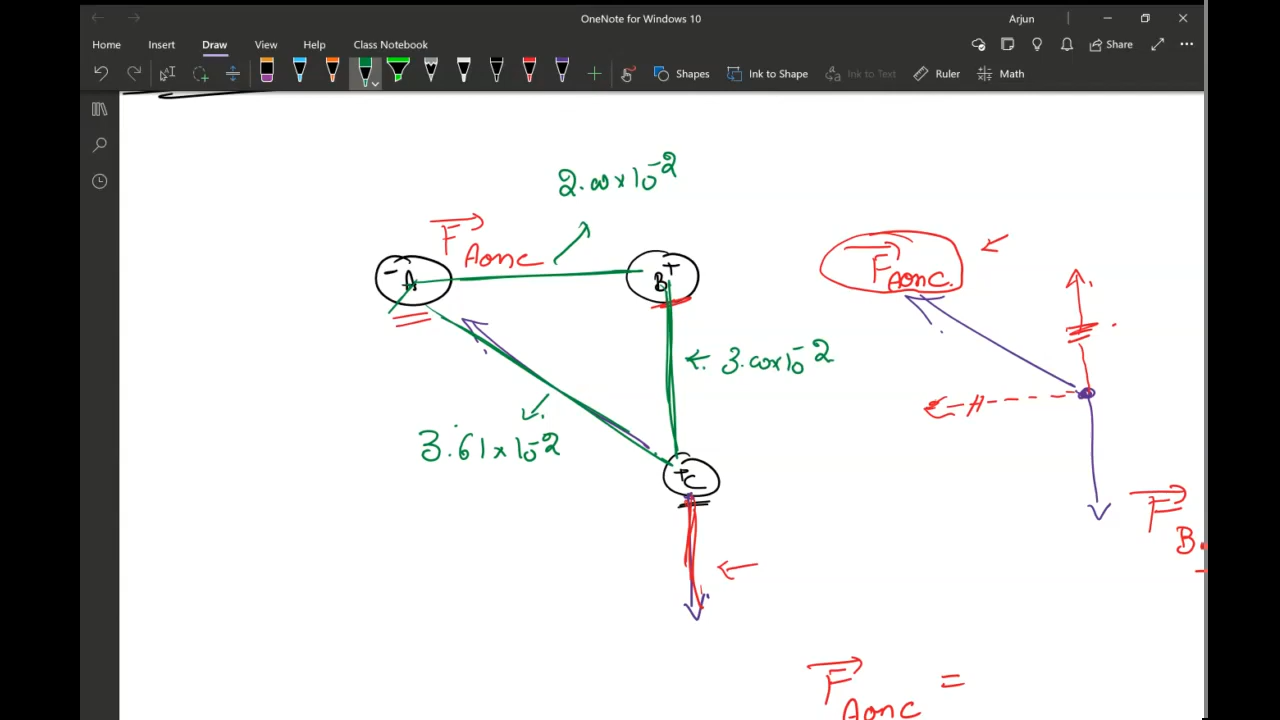 OneNote for Windows 10
Arjun
Home Insert Draw View Help Class Notebook
Share
Shapes Ink to Shape Ink to Text Ruler Math
2.00×10⁻²
F AonC
F AonC.
- A
B +
← 3.00×10⁻²
3.61×10⁻²
+C
F B
F AonC =